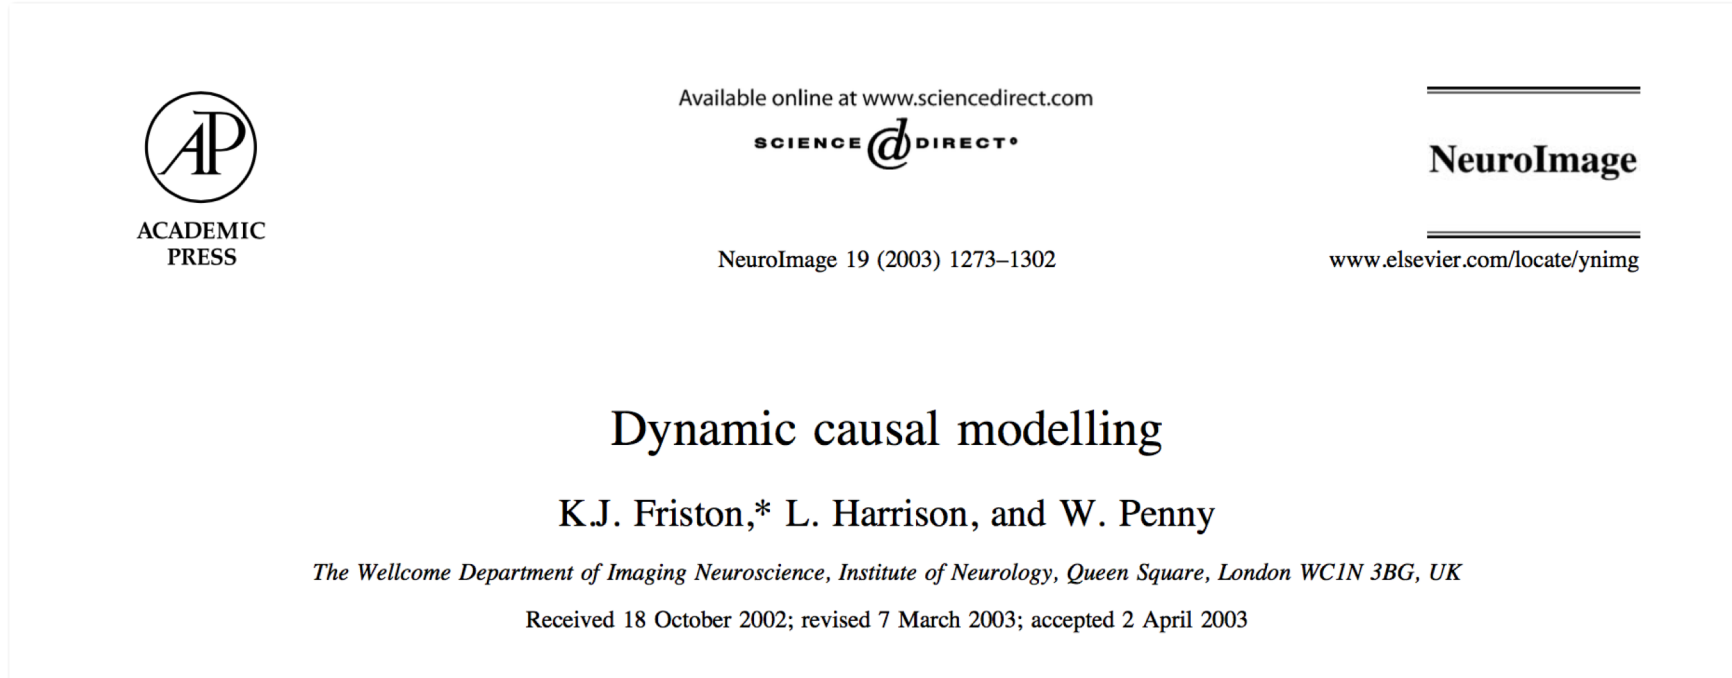 AP
ACADEMIC
PRESS
Available online at www.sciencedirect.com
SCIENCE @ DIRECT®
NeuroImage 19 (2003) 1273–1302
NeuroImage
www.elsevier.com/locate/ynimg
Dynamic causal modelling
K.J. Friston,* L. Harrison, and W. Penny
The Wellcome Department of Imaging Neuroscience, Institute of Neurology, Queen Square, London WC1N 3BG, UK
Received 18 October 2002; revised 7 March 2003; accepted 2 April 2003